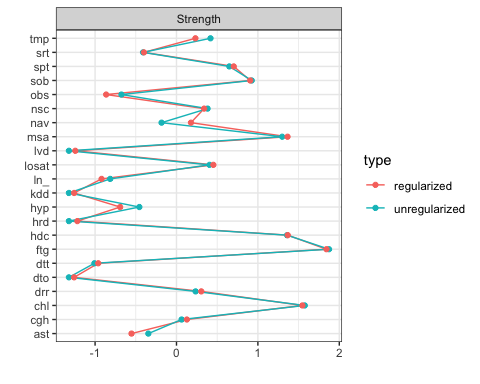 Strength
tmp
srt
spt
sob
obs
nsc
nav
msa
lvd
losat
ln_
kdd
hyp
hrd
hdc
ftg
dtt
dto
drr
chl
cgh
ast
-1 0 1 2
type
regularized
unregularized